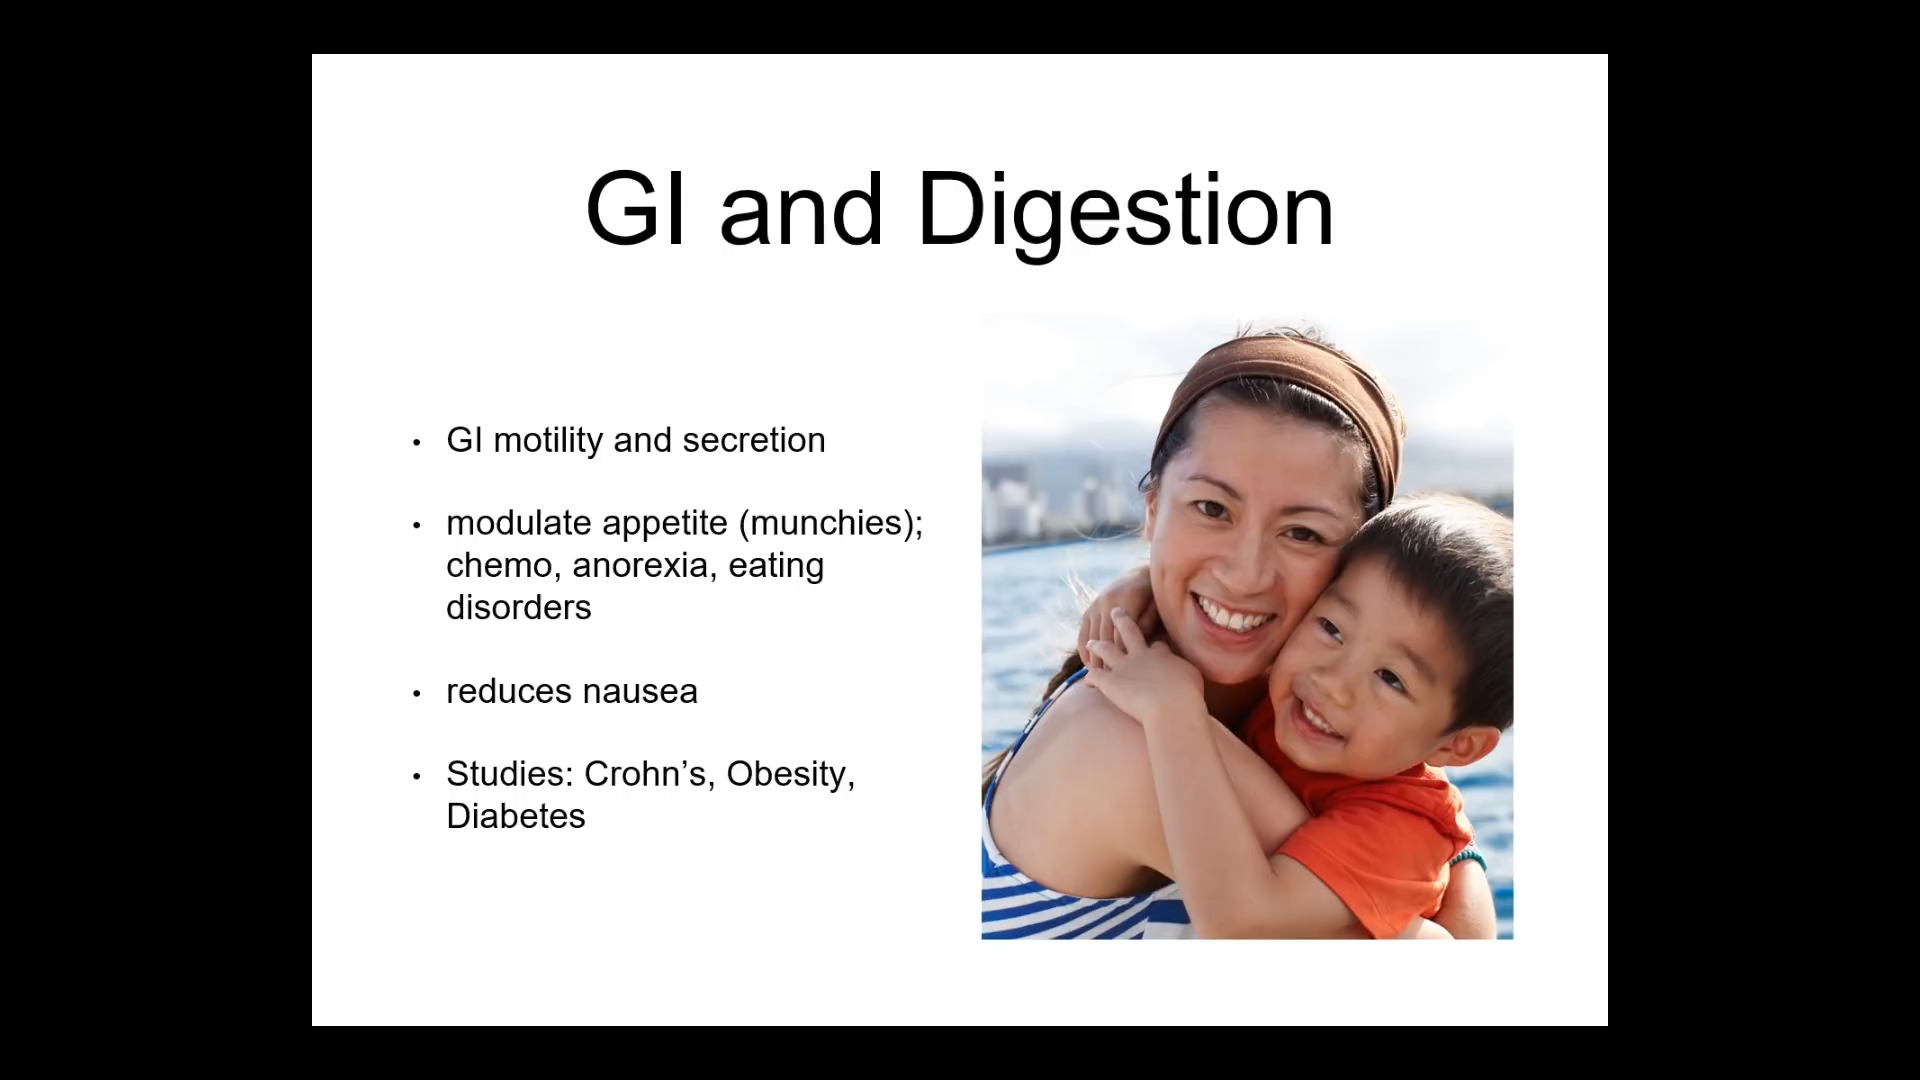 GI and Digestion
• GI motility and secretion
• modulate appetite (munchies);
chemo, anorexia, eating
disorders
• reduces nausea
• Studies: Crohn’s, Obesity,
Diabetes